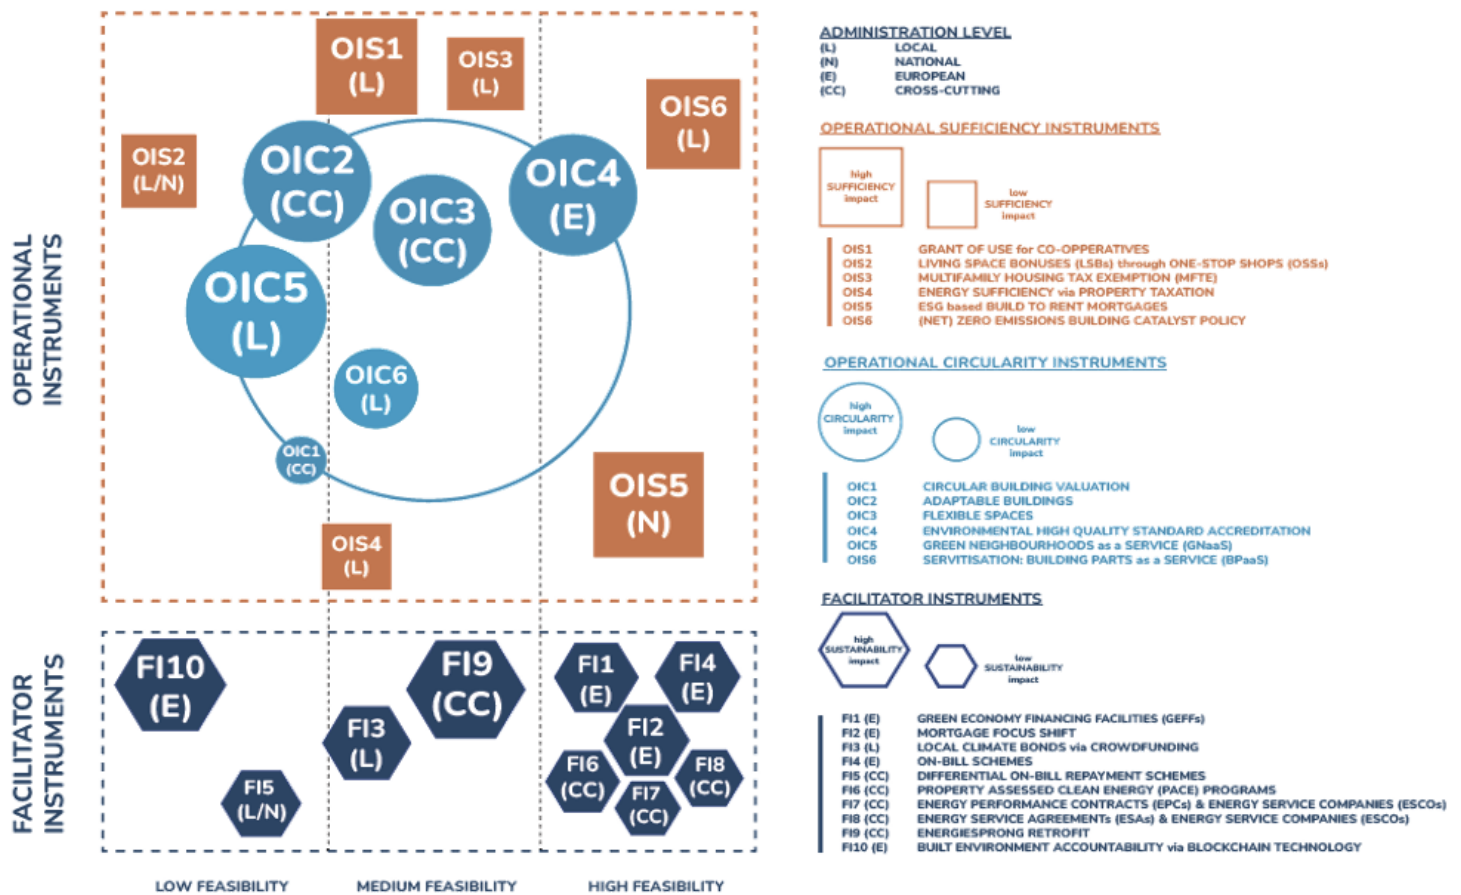 OPERATIONAL
INSTRUMENTS
OIS1
(L)
OIS3
(L)
OIS6
(L)
OIS2
(L/N)
OIC2
(CC)
OIC3
(CC)
OIC4
(E)
OIC5
(L)
OIC6
(L)
OIC1
(CC)
OIS5
(N)
OIS4
(L)
FACILITATOR
INSTRUMENTS
FI10
(E)
FI5
(L/N)
FI3
(L)
FI9
(CC)
FI1
(E)
FI4
(E)
FI2
(E)
FI6
(CC)
FI7
(CC)
FI8
(CC)
LOW FEASIBILITY
MEDIUM FEASIBILITY
HIGH FEASIBILITY
ADMINISTRATION LEVEL
(L) LOCAL
(N) NATIONAL
(E) EUROPEAN
(CC) CROSS-CUTTING
OPERATIONAL SUFFICIENCY INSTRUMENTS
high
SUFFICIENCY
impact
low
SUFFICIENCY
impact
OIS1 GRANT OF USE for CO-OPPERATIVES
OIS2 LIVING SPACE BONUSES (LSBs) through ONE-STOP SHOPS (OSSs)
OIS3 MULTIFAMILY HOUSING TAX EXEMPTION (MFTE)
OIS4 ENERGY SUFFICIENCY via PROPERTY TAXATION
OIS5 ESG based BUILD TO RENT MORTGAGES
OIS6 (NET) ZERO EMISSIONS BUILDING CATALYST POLICY
OPERATIONAL CIRCULARITY INSTRUMENTS
high
CIRCULARITY
impact
low
CIRCULARITY
impact
OIC1 CIRCULAR BUILDING VALUATION
OIC2 ADAPTABLE BUILDINGS
OIC3 FLEXIBLE SPACES
OIC4 ENVIRONMENTAL HIGH QUALITY STANDARD ACCREDITATION
OIC5 GREEN NEIGHBOURHOODS as a SERVICE (GNaaS)
OIS6 SERVITISATION: BUILDING PARTS as a SERVICE (BPaaS)
FACILITATOR INSTRUMENTS
high
SUSTAINABILITY
impact
low
SUSTAINABILITY
impact
FI1 (E) GREEN ECONOMY FINANCING FACILITIES (GEFFs)
FI2 (E) MORTGAGE FOCUS SHIFT
FI3 (L) LOCAL CLIMATE BONDS via CROWDFUNDING
FI4 (E) ON-BILL SCHEMES
FI5 (CC) DIFFERENTIAL ON-BILL REPAYMENT SCHEMES
FI6 (CC) PROPERTY ASSESSED CLEAN ENERGY (PACE) PROGRAMS
FI7 (CC) ENERGY PERFORMANCE CONTRACTS (EPCs) & ENERGY SERVICE COMPANIES (ESCOs)
FI8 (CC) ENERGY SERVICE AGREEMENTs (ESAs) & ENERGY SERVICE COMPANIES (ESCOs)
FI9 (CC) ENERGIESPRONG RETROFIT
FI10 (E) BUILT ENVIRONMENT ACCOUNTABILITY via BLOCKCHAIN TECHNOLOGY